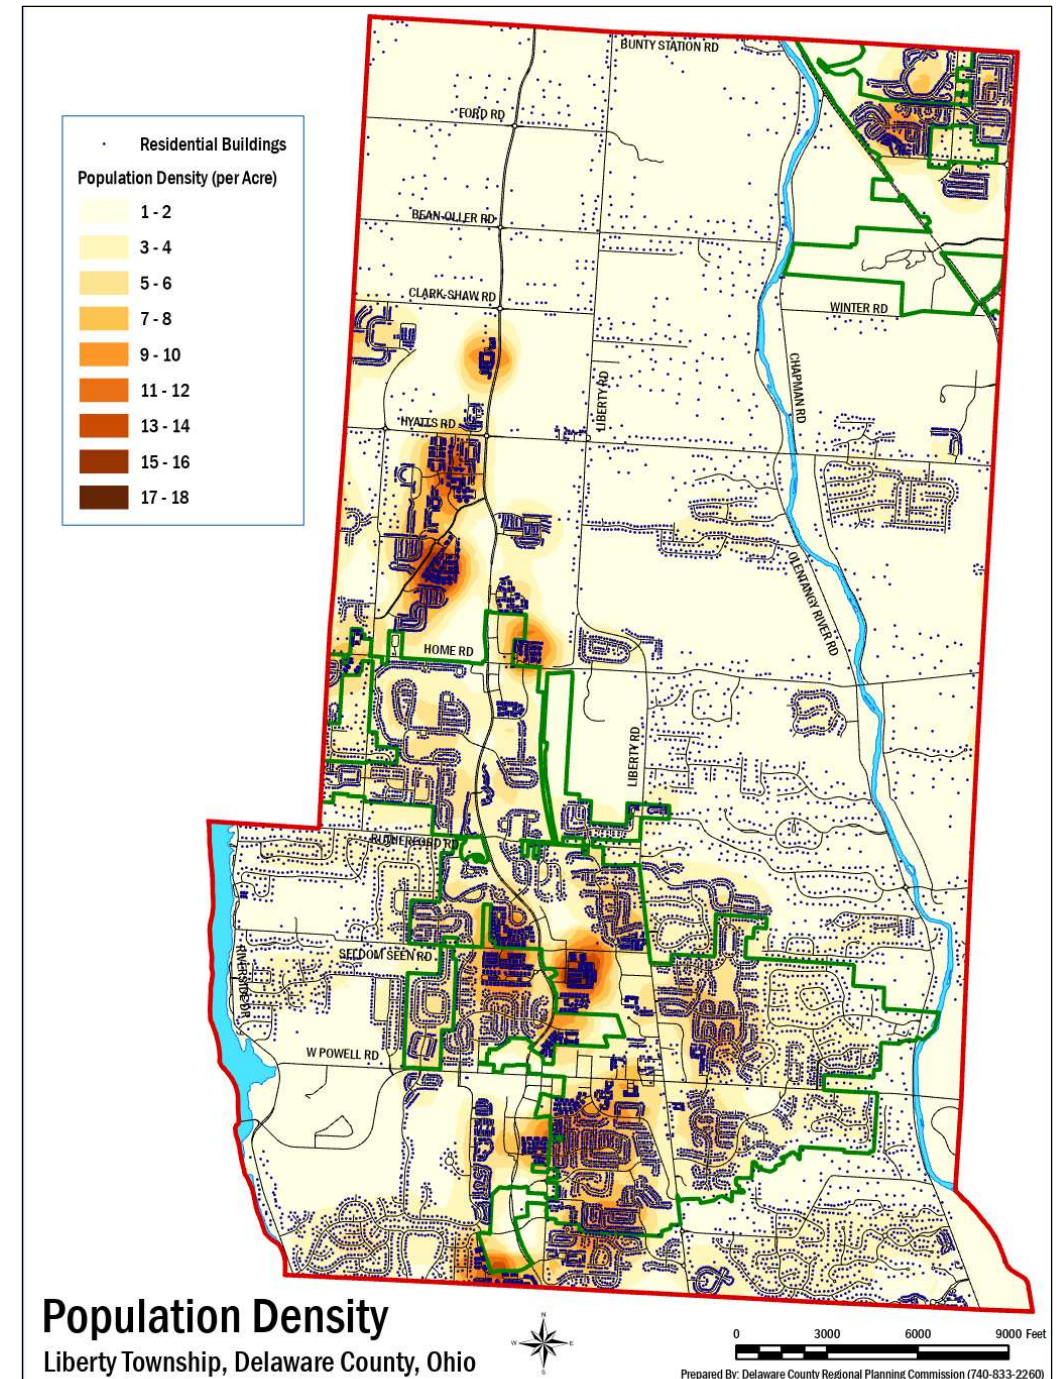 BUNTY STATION RD
FORD RD
BEAN-OLLER RD
CLARK-SHAW RD
WINTER RD
HYATTS RD
LIBERTY RD
CHAPMAN RD
OLENTANGY RIVER RD
HOME RD
LIBERTY RD
RUTHERFORD RD
SELDOM SEEN RD
RIVERSIDE DR
W POWELL RD
Residential Buildings
Population Density (per Acre)
1 - 2
3 - 4
5 - 6
7 - 8
9 - 10
11 - 12
13 - 14
15 - 16
17 - 18
Population Density
Liberty Township, Delaware County, Ohio
N
W
E
S
0 3000 6000 9000 Feet
Prepared By: Delaware County Regional Planning Commission (740-833-2260)